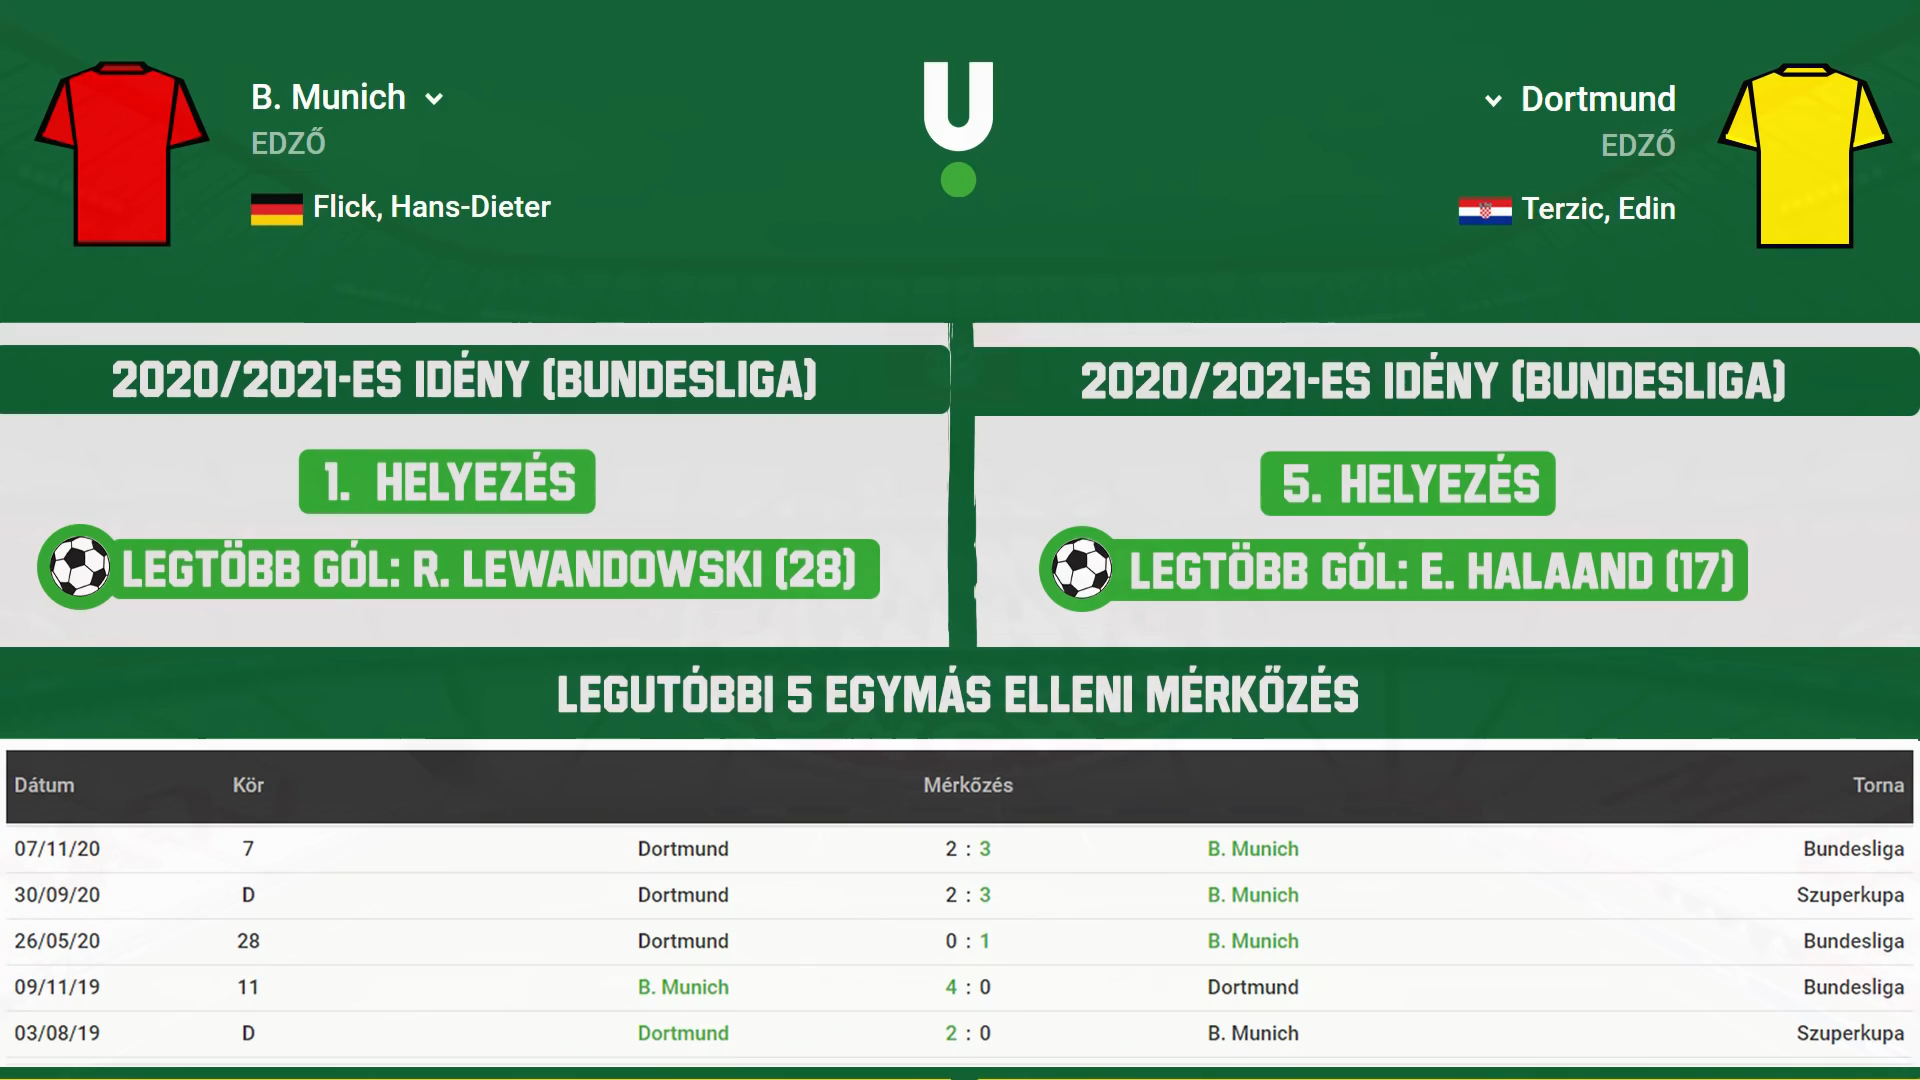 B. Munich
EDZŐ
Flick, Hans-Dieter
U
Dortmund
EDZŐ
Terzic, Edin
2020/2021-ES IDÉNY (BUNDESLIGA)
1. HELYEZÉS
LEGTÖBB GÓL: R. LEWANDOWSKI (28)
2020/2021-ES IDÉNY (BUNDESLIGA)
5. HELYEZÉS
LEGTÖBB GÓL: E. HALAAND (17)
LEGUTÓBBI 5 EGYMÁS ELLENI MÉRKŐZÉS
Dátum Kör Mérkőzés Torna
07/11/20 7 Dortmund 2 : 3 B. Munich Bundesliga
30/09/20 D Dortmund 2 : 3 B. Munich Szuperkupa
26/05/20 28 Dortmund 0 : 1 B. Munich Bundesliga
09/11/19 11 B. Munich 4 : 0 Dortmund Bundesliga
03/08/19 D Dortmund 2 : 0 B. Munich Szuperkupa